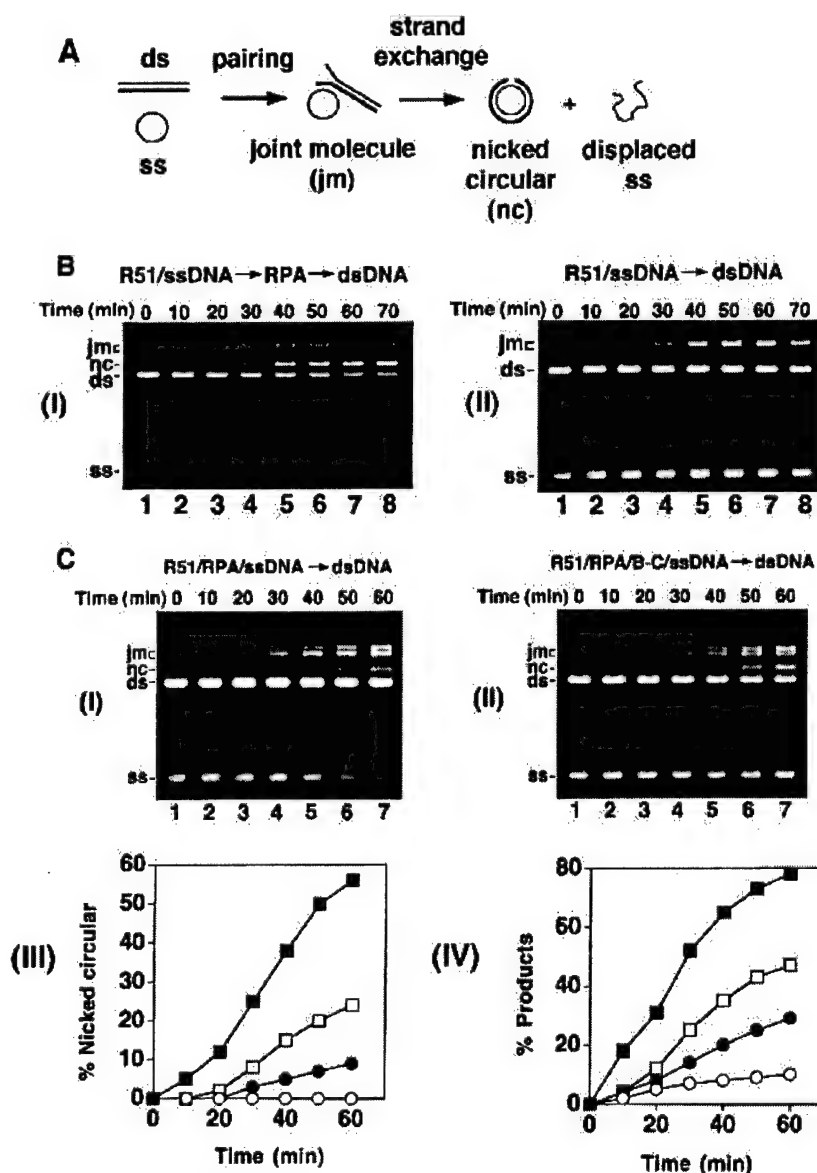 A
ds pairing strand exchange
ss joint molecule (jm) nicked circular (nc) + displaced ss
B
R51/ssDNA→RPA→dsDNA
Time (min) 0 10 20 30 40 50 60 70
jm
nc-
ds-
(I)
ss-
1 2 3 4 5 6 7 8
R51/ssDNA→dsDNA
Time (min) 0 10 20 30 40 50 60 70
jm
ds-
(II)
ss-
1 2 3 4 5 6 7 8
C
R51/RPA/ssDNA→dsDNA
Time (min) 0 10 20 30 40 50 60
jm
nc-
ds-
(I)
ss-
1 2 3 4 5 6 7
R51/RPA/B-C/ssDNA→dsDNA
Time (min) 0 10 20 30 40 50 60
jm
nc-
ds-
(II)
ss-
1 2 3 4 5 6 7
(III)
% Nicked circular
60
50
40
30
20
10
0
0 20 40 60
Time (min)
(IV)
% Products
80
60
40
20
0
0 20 40 60
Time (min)